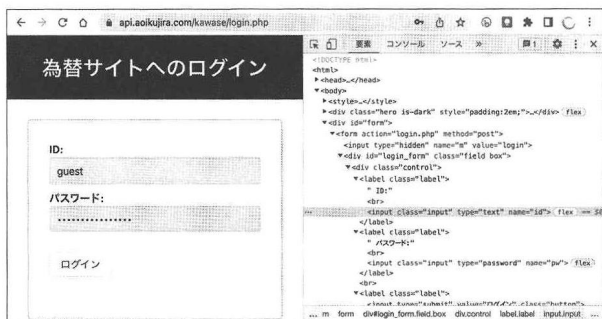 api.aoikujira.com/kawase/login.php
為替サイトへのログイン
ID:
guest
パスワード:
•••••••••••••••
ログイン
要素 コンソール ソース » 1
<!DOCTYPE html>
<html>
▶<head>…</head>
▼<body>
▶<style>…</style>
▶<div class="hero is-dark" style="padding:2em;">…</div> flex
▼<div id="form">
▼<form action="login.php" method="post">
<input type="hidden" name="m" value="login">
▼<div id="login_form" class="field box">
▼<div class="control">
▼<label class="label">
" ID:"
<br>
<input class="input" type="text" name="id"> flex == $0
</label>
▼<label class="label">
" パスワード:"
<br>
<input class="input" type="password" name="pw"> flex
</label>
<br>
▼<label class="label">
<input type="submit" value="ログイン" class="button">
… m form div#login_form.field.box div.control label.label input.input …